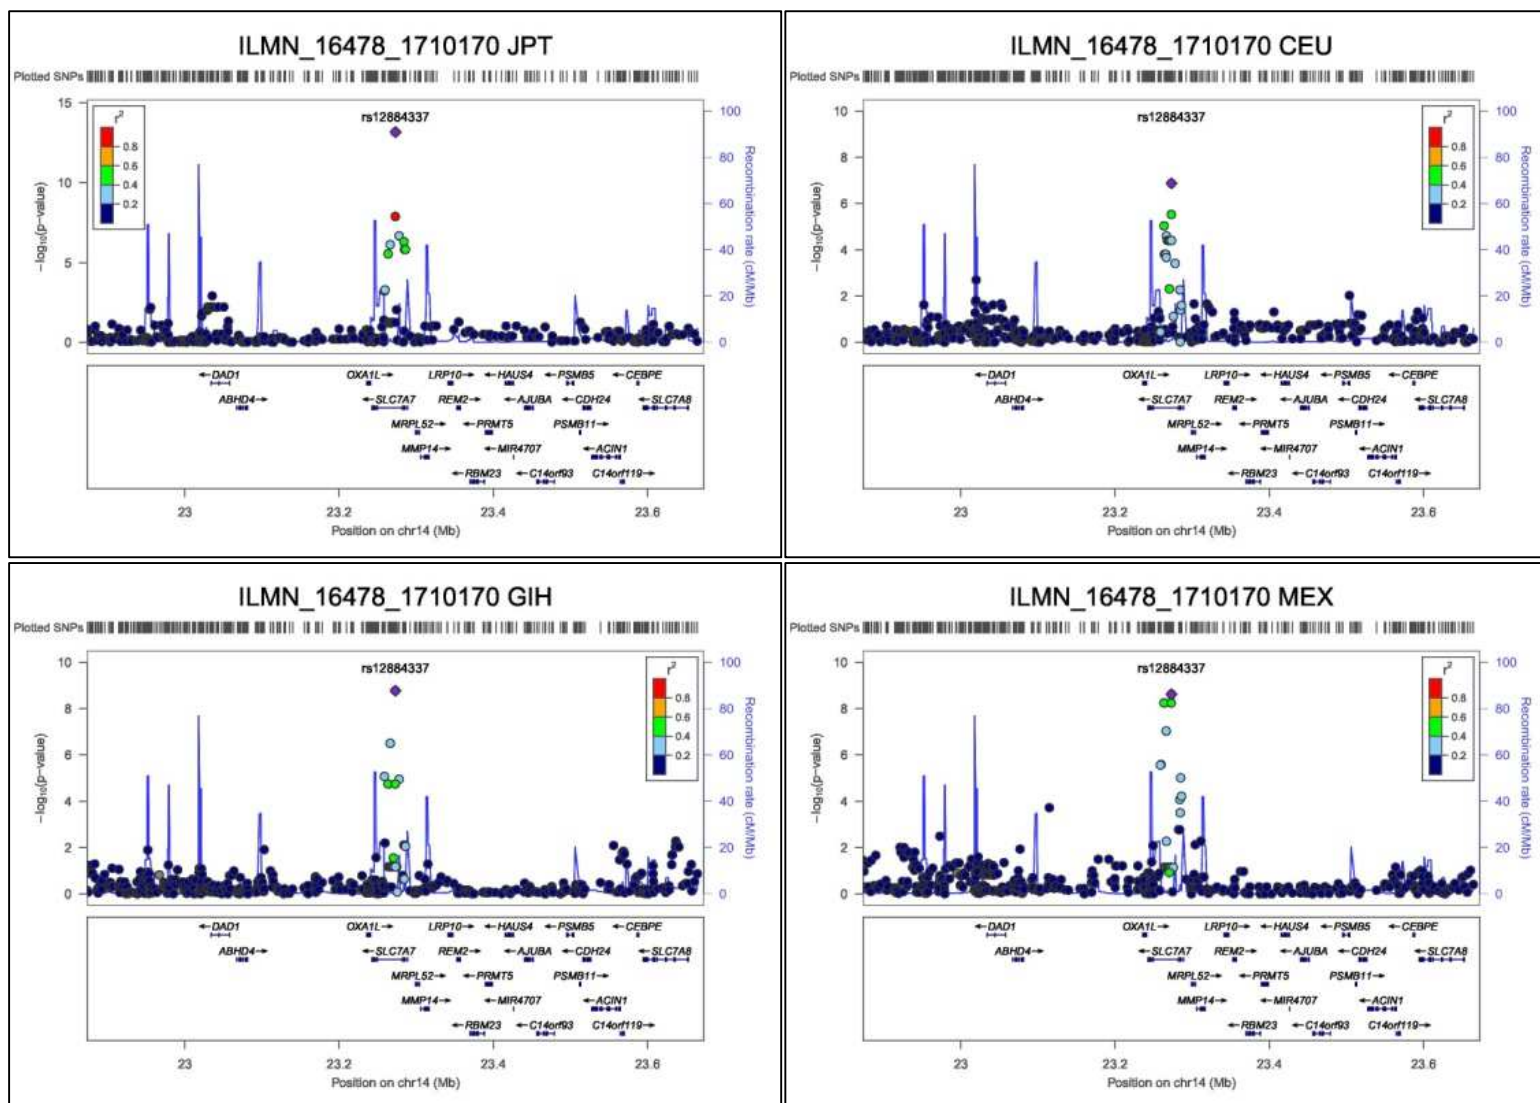 ILMN_16478_1710170 JPT
Plotted SNPs
rs12884337
r2
0.8
0.6
0.4
0.2
15
10
5
0
−log10(p−value)
100
80
60
40
20
0
Recombination rate (cM/Mb)
←DAD1 OXA1L→ LRP10→ ←HAUS4 ←PSMB5 ←CEBPE
ABHD4→ ←SLC7A7 REM2→ ←AJUBA ←CDH24 ←SLC7A8
MRPL52→ ←PRMT5 PSMB11→
MMP14→ ←MIR4707 ←ACIN1
←RBM23 ←C14orf93 C14orf119→
23 23.2 23.4 23.6
Position on chr14 (Mb)
ILMN_16478_1710170 CEU
Plotted SNPs
rs12884337
r2
0.8
0.6
0.4
0.2
10
8
6
4
2
0
−log10(p−value)
100
80
60
40
20
0
Recombination rate (cM/Mb)
←DAD1 OXA1L→ LRP10→ ←HAUS4 ←PSMB5 ←CEBPE
ABHD4→ ←SLC7A7 REM2→ ←AJUBA ←CDH24 ←SLC7A8
MRPL52→ ←PRMT5 PSMB11→
MMP14→ ←MIR4707 ←ACIN1
←RBM23 ←C14orf93 C14orf119→
23 23.2 23.4 23.6
Position on chr14 (Mb)
ILMN_16478_1710170 GIH
Plotted SNPs
rs12884337
r2
0.8
0.6
0.4
0.2
10
8
6
4
2
0
−log10(p−value)
100
80
60
40
20
0
Recombination rate (cM/Mb)
←DAD1 OXA1L→ LRP10→ ←HAUS4 ←PSMB5 ←CEBPE
ABHD4→ ←SLC7A7 REM2→ ←AJUBA ←CDH24 ←SLC7A8
MRPL52→ ←PRMT5 PSMB11→
MMP14→ ←MIR4707 ←ACIN1
←RBM23 ←C14orf93 C14orf119→
23 23.2 23.4 23.6
Position on chr14 (Mb)
ILMN_16478_1710170 MEX
Plotted SNPs
rs12884337
r2
0.8
0.6
0.4
0.2
10
8
6
4
2
0
−log10(p−value)
100
80
60
40
20
0
Recombination rate (cM/Mb)
←DAD1 OXA1L→ LRP10→ ←HAUS4 ←PSMB5 ←CEBPE
ABHD4→ ←SLC7A7 REM2→ ←AJUBA ←CDH24 ←SLC7A8
MRPL52→ ←PRMT5 PSMB11→
MMP14→ ←MIR4707 ←ACIN1
←RBM23 ←C14orf93 C14orf119→
23 23.2 23.4 23.6
Position on chr14 (Mb)